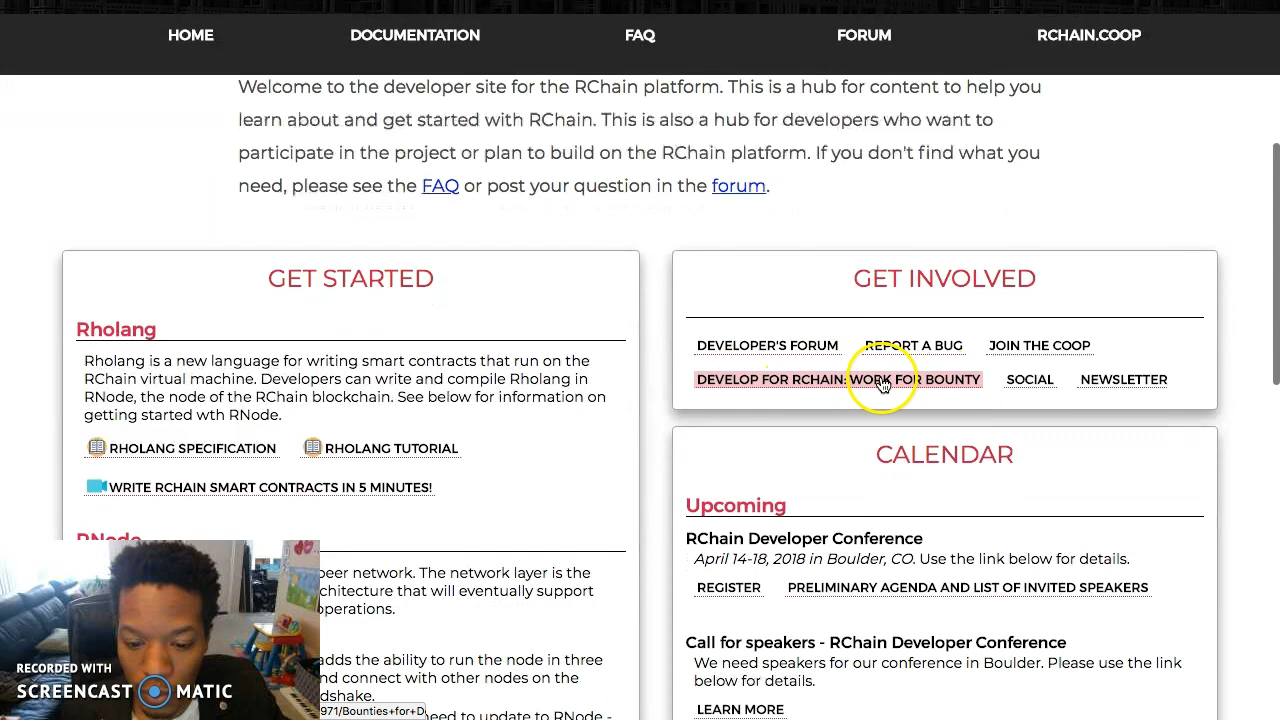 HOME DOCUMENTATION FAQ FORUM RCHAIN.COOP
Welcome to the developer site for the RChain platform. This is a hub for content to help you
learn about and get started with RChain. This is also a hub for developers who want to
participate in the project or plan to build on the RChain platform. If you don't find what you
need, please see the FAQ or post your question in the forum.
GET STARTED
Rholang
Rholang is a new language for writing smart contracts that run on the
RChain virtual machine. Developers can write and compile Rholang in
RNode, the node of the RChain blockchain. See below for information on
getting started wth RNode.
RHOLANG SPECIFICATION RHOLANG TUTORIAL
WRITE RCHAIN SMART CONTRACTS IN 5 MINUTES!
RNode
peer network. The network layer is the
chitecture that will eventually support
operations.
adds the ability to run the node in three
nd connect with other nodes on the
dshake.
need to update to RNode -
971/Bounties+for+D
GET INVOLVED
DEVELOPER'S FORUM REPORT A BUG JOIN THE COOP
DEVELOP FOR RCHAIN: WORK FOR BOUNTY SOCIAL NEWSLETTER
CALENDAR
Upcoming
RChain Developer Conference
April 14-18, 2018 in Boulder, CO. Use the link below for details.
REGISTER PRELIMINARY AGENDA AND LIST OF INVITED SPEAKERS
Call for speakers - RChain Developer Conference
We need speakers for our conference in Boulder. Please use the link
below for details.
LEARN MORE
RECORDED WITH
SCREENCAST MATIC